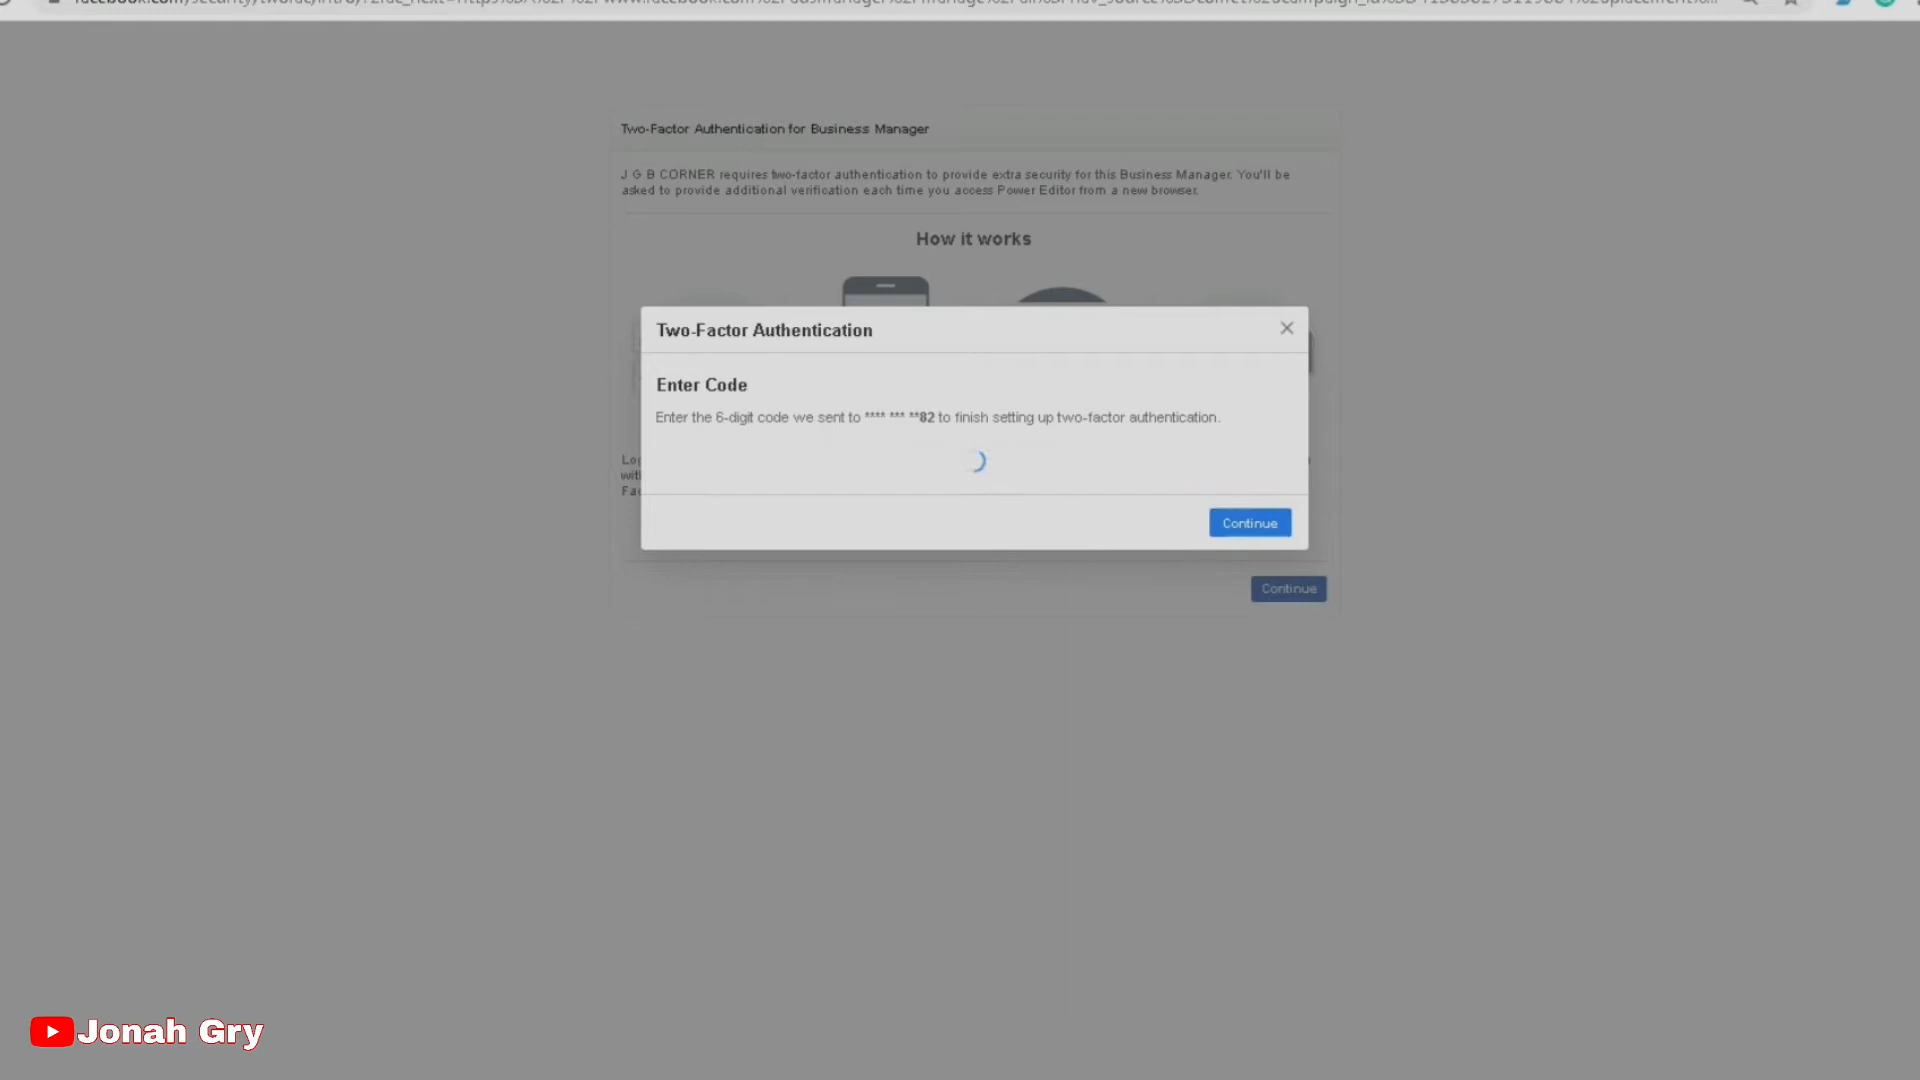 Two-Factor Authentication for Business Manager
J G B CORNER requires two-factor authentication to provide extra security for this Business Manager. You'll be
asked to provide additional verification each time you access Power Editor from a new browser.
How it works
Two-Factor Authentication
Enter Code
Enter the 6-digit code we sent to **** *** **82 to finish setting up two-factor authentication.
Continue
Continue
Jonah Gry